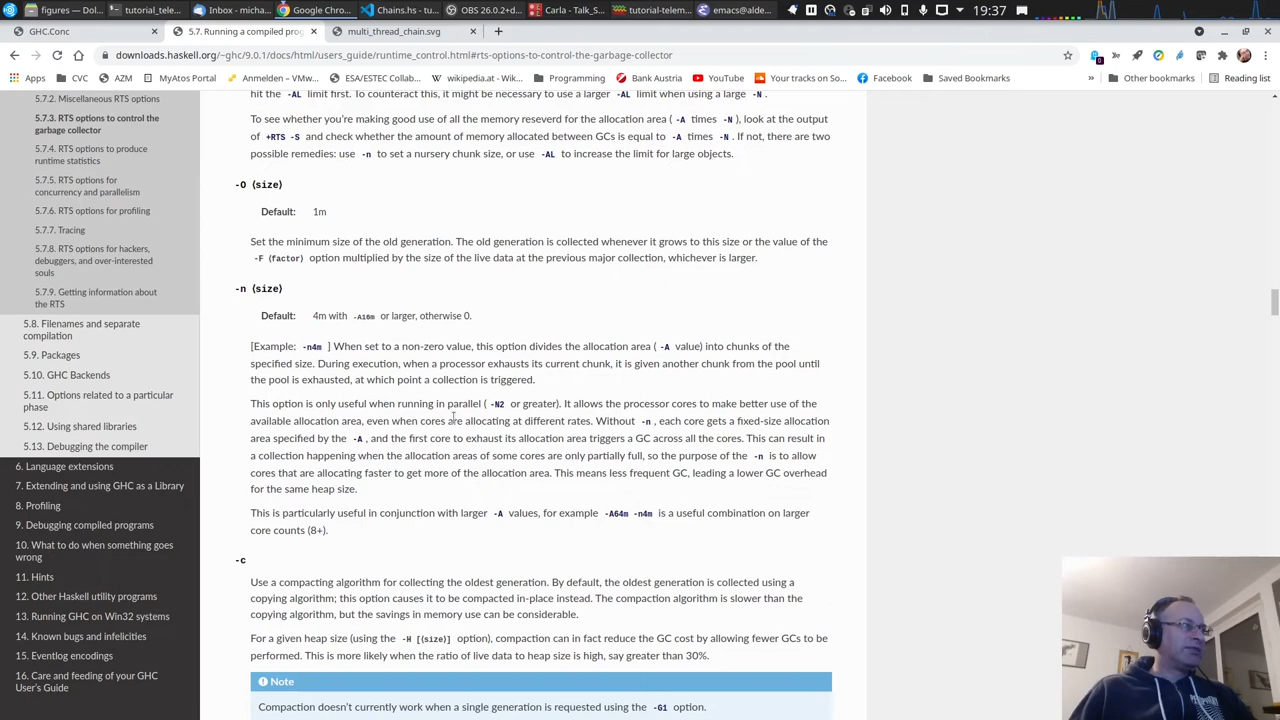 figures — Dol...
tutorial_tele...
Inbox - micha...
Google Chro...
Chains.hs - tu...
OBS 26.0.2+d...
Carla - Talk_S...
tutorial-telem...
emacs@alde...
19:37
GHC.Conc
5.7. Running a compiled prog
multi_thread_chain.svg
downloads.haskell.org/~ghc/9.0.1/docs/html/users_guide/runtime_control.html#rts-options-to-control-the-garbage-collector
Apps
CVC
AZM
MyAtos Portal
Anmelden – VMw...
ESA/ESTEC Collab...
wikipedia.at - Wik...
Programming
Bank Austria
YouTube
Your tracks on So...
Facebook
Saved Bookmarks
»
Other bookmarks
Reading list
5.7.2. Miscellaneous RTS options
5.7.3. RTS options to control the
garbage collector
5.7.4. RTS options to produce
runtime statistics
5.7.5. RTS options for
concurrency and parallelism
5.7.6. RTS options for profiling
5.7.7. Tracing
5.7.8. RTS options for hackers,
debuggers, and over-interested
souls
5.7.9. Getting information about
the RTS
5.8. Filenames and separate
compilation
5.9. Packages
5.10. GHC Backends
5.11. Options related to a particular
phase
5.12. Using shared libraries
5.13. Debugging the compiler
6. Language extensions
7. Extending and using GHC as a Library
8. Profiling
9. Debugging compiled programs
10. What to do when something goes
wrong
11. Hints
12. Other Haskell utility programs
13. Running GHC on Win32 systems
14. Known bugs and infelicities
15. Eventlog encodings
16. Care and feeding of your GHC
User's Guide
hit the -AL limit first. To counteract this, it might be necessary to use a larger -AL limit when using a large -N .
To see whether you're making good use of all the memory reseverd for the allocation area ( -A times -N ), look at the output
of +RTS -S and check whether the amount of memory allocated between GCs is equal to -A times -N . If not, there are two
possible remedies: use -n to set a nursery chunk size, or use -AL to increase the limit for large objects.
-O ⟨size⟩
Default: 1m
Set the minimum size of the old generation. The old generation is collected whenever it grows to this size or the value of the
-F ⟨factor⟩ option multiplied by the size of the live data at the previous major collection, whichever is larger.
-n ⟨size⟩
Default: 4m with -A16m or larger, otherwise 0.
[Example: -n4m ] When set to a non-zero value, this option divides the allocation area ( -A value) into chunks of the
specified size. During execution, when a processor exhausts its current chunk, it is given another chunk from the pool until
the pool is exhausted, at which point a collection is triggered.
This option is only useful when running in parallel ( -N2 or greater). It allows the processor cores to make better use of the
available allocation area, even when cores are allocating at different rates. Without -n , each core gets a fixed-size allocation
area specified by the -A , and the first core to exhaust its allocation area triggers a GC across all the cores. This can result in
a collection happening when the allocation areas of some cores are only partially full, so the purpose of the -n is to allow
cores that are allocating faster to get more of the allocation area. This means less frequent GC, leading a lower GC overhead
for the same heap size.
This is particularly useful in conjunction with larger -A values, for example -A64m -n4m is a useful combination on larger
core counts (8+).
-c
Use a compacting algorithm for collecting the oldest generation. By default, the oldest generation is collected using a
copying algorithm; this option causes it to be compacted in-place instead. The compaction algorithm is slower than the
copying algorithm, but the savings in memory use can be considerable.
For a given heap size (using the -H [⟨size⟩] option), compaction can in fact reduce the GC cost by allowing fewer GCs to be
performed. This is more likely when the ratio of live data to heap size is high, say greater than 30%.
Note
Compaction doesn't currently work when a single generation is requested using the -G1 option.